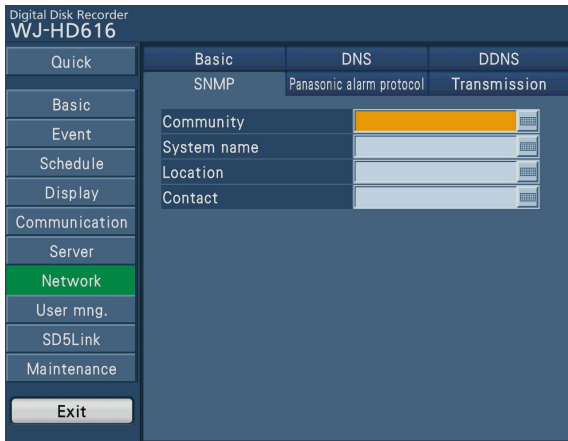 Digital Disk Recorder
WJ-HD616
Quick
Basic
Event
Schedule
Display
Communication
Server
Network
User mng.
SD5Link
Maintenance
Exit
Basic
DNS
DDNS
SNMP
Panasonic alarm protocol
Transmission
Community
System name
Location
Contact